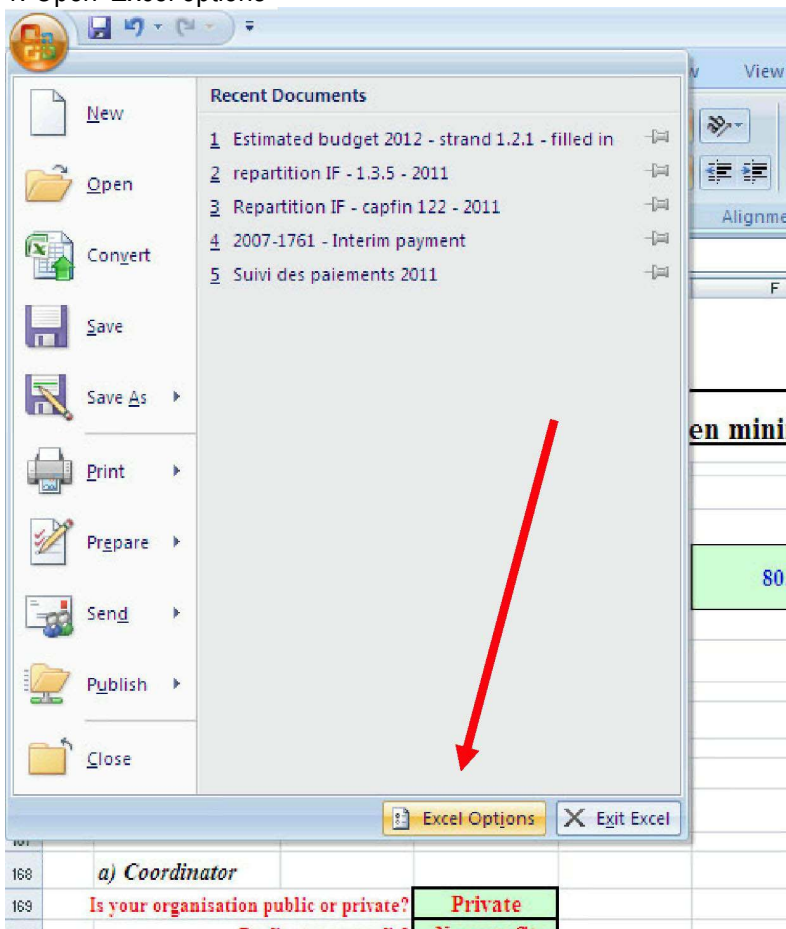 1. Open "Excel options"
View
Recent Documents
New
1 Estimated budget 2012 - strand 1.2.1 - filled in
Open
2 repartition IF - 1.3.5 - 2011
3 Repartition IF - capfin 122 - 2011
Convert
4 2007-1761 - Interim payment
5 Suivi des paiements 2011
Alignme
F
Save
Save As
en mini
Print
Prepare
80
Send
Publish
Close
Excel Options
Exit Excel
168
a) Coordinator
169
Is your organisation public or private?
Private